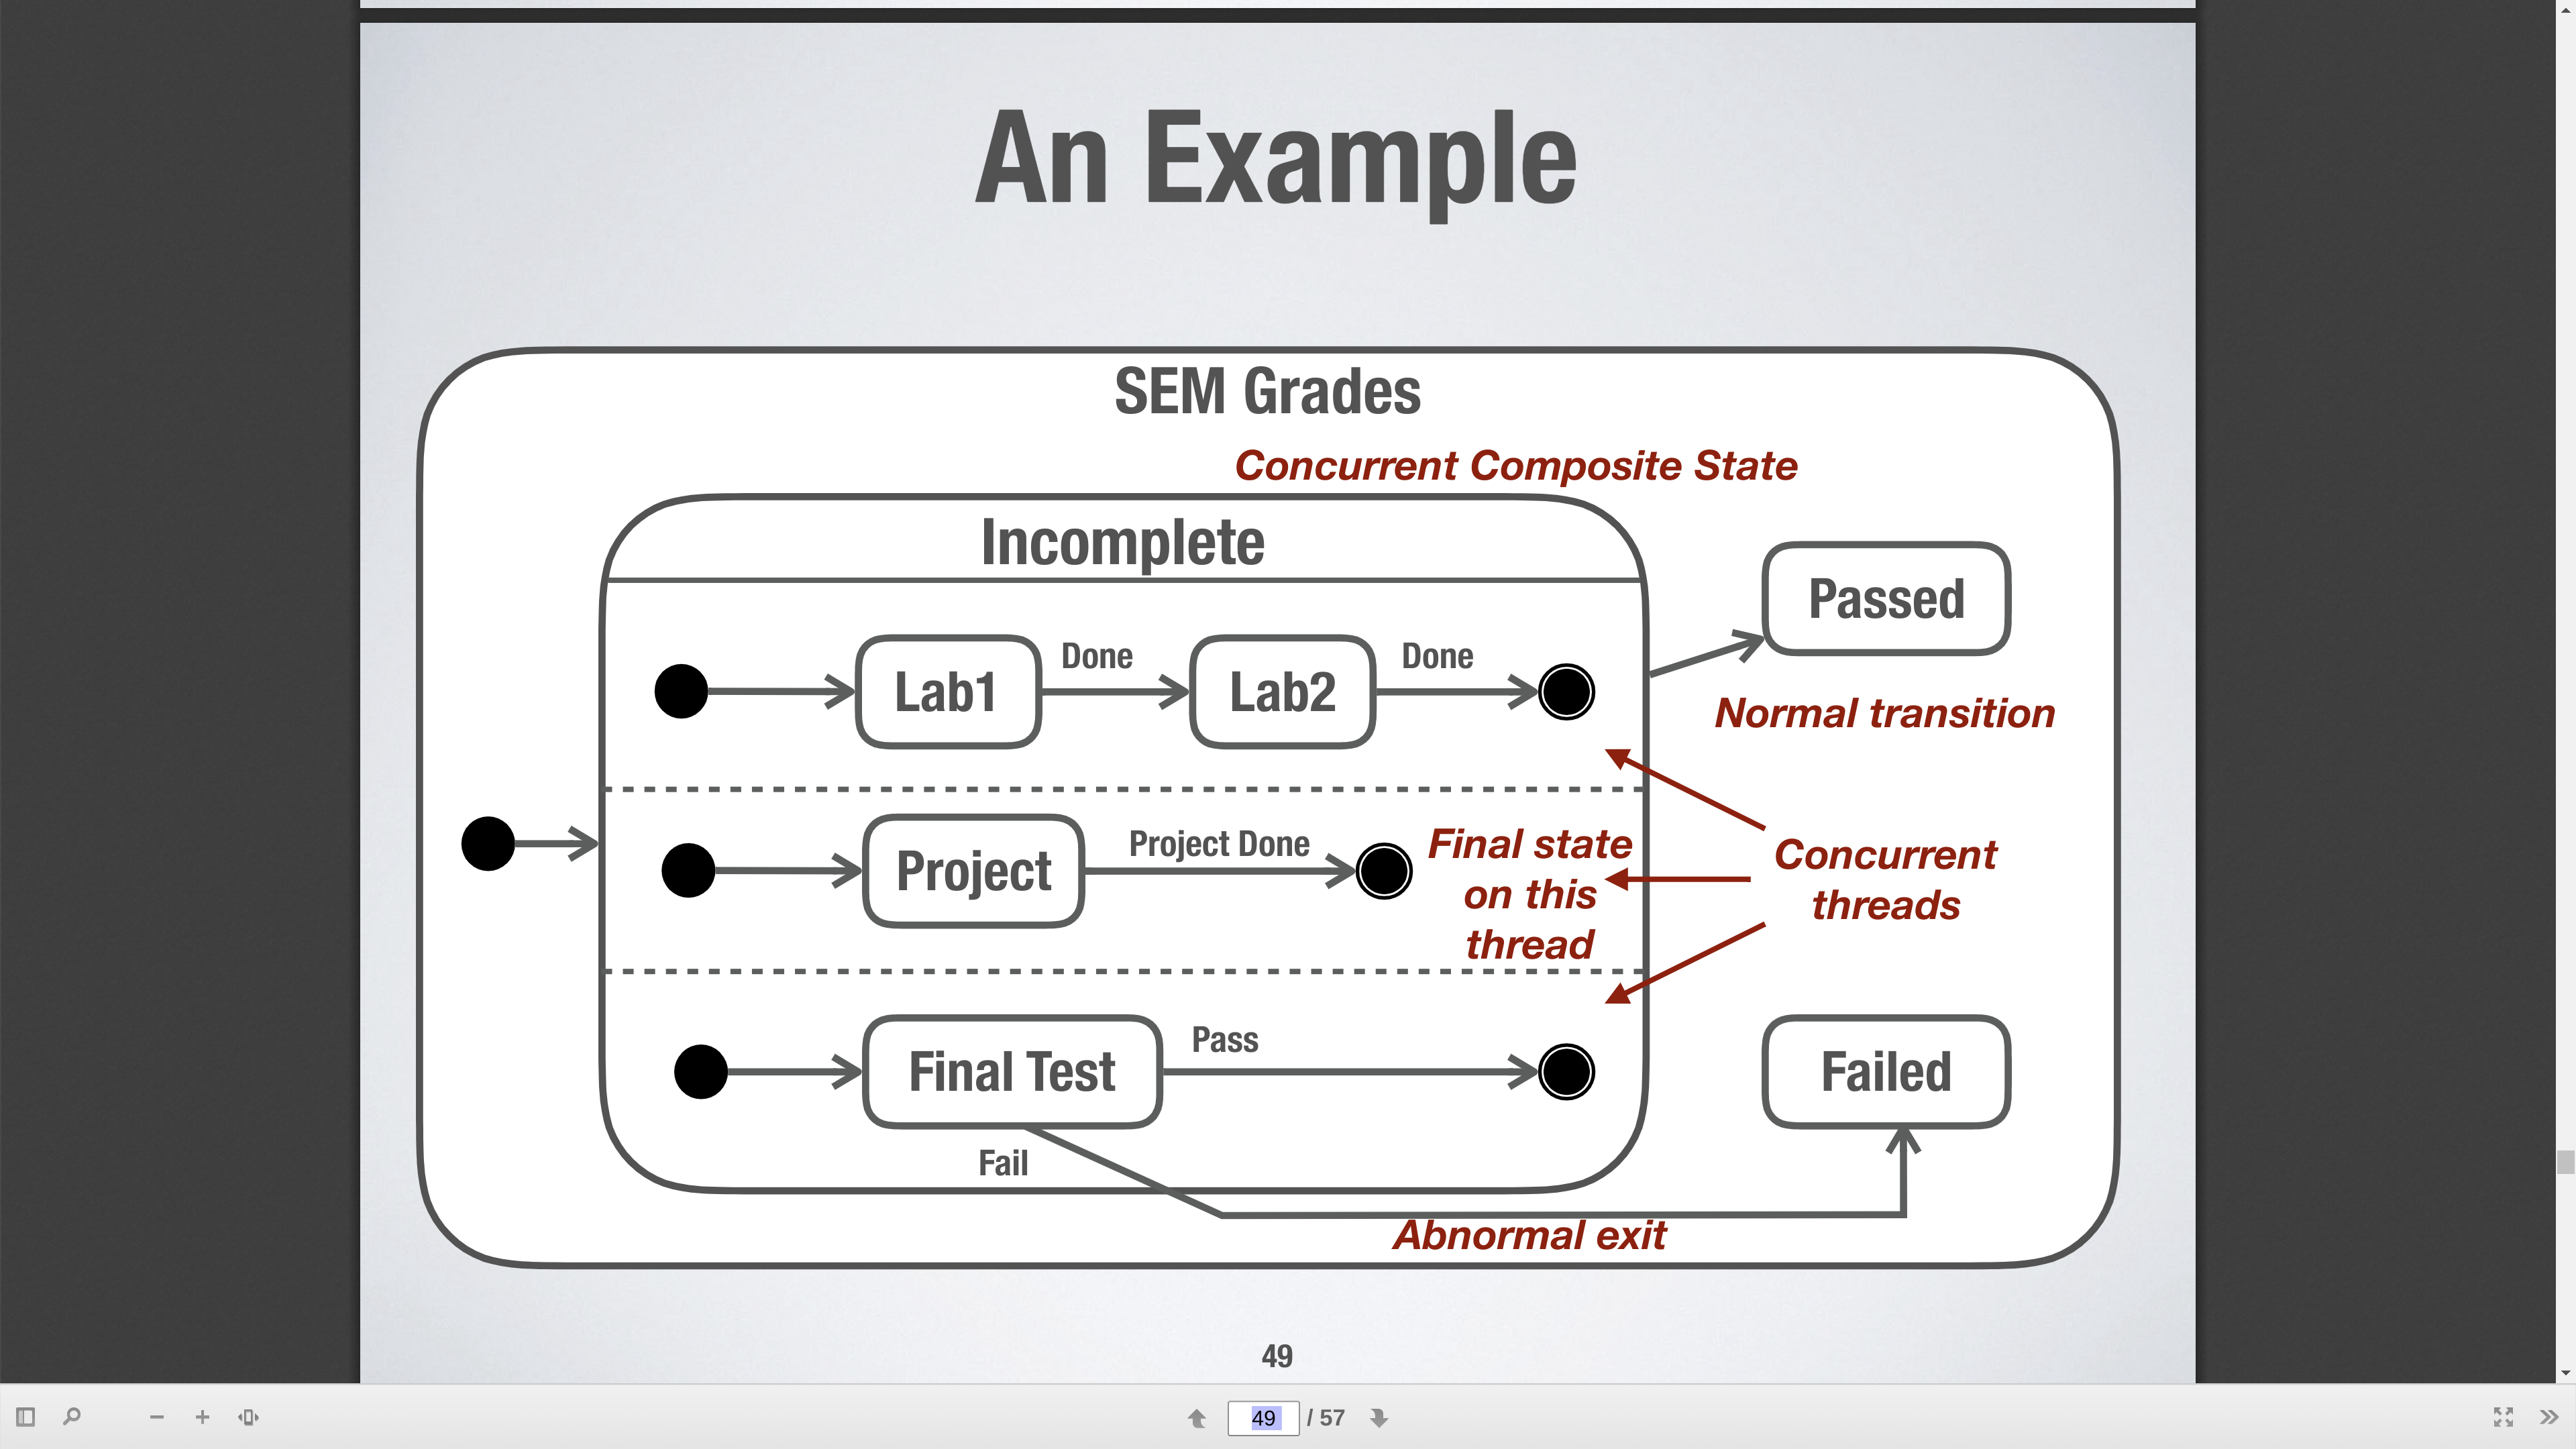 An Example
SEM Grades
Concurrent Composite State
Incomplete
Passed
Lab1
Done
Lab2
Done
Normal transition
Project
Project Done
Final state
on this
thread
Concurrent
threads
Final Test
Pass
Failed
Fail
Abnormal exit
49
49 / 57